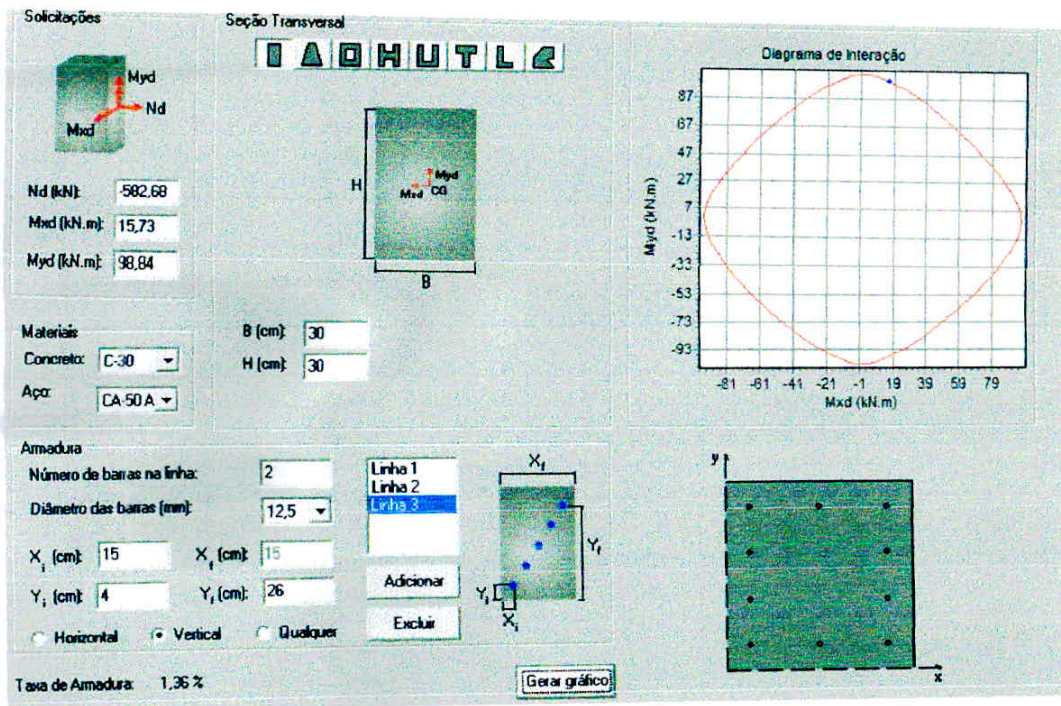 Solicitações
Myd
Nd
Mxd
Nd (kN): -582,68
Mxd (kN.m): 15,73
Myd (kN.m): 98,84
Seção Transversal
H
Myd
Mxd CG
B
B (cm): 30
H (cm): 30
Diagrama de Interação
Myd (kN.m)
87
67
47
27
7
-13
-33
-53
-73
-93
-81 -61 -41 -21 -1 19 39 59 79
Mxd (kN.m)
Materiais
Concreto: C-30
Aço: CA-50 A
Armadura
Número de barras na linha: 2
Diâmetro das barras (mm): 12,5
Xi (cm): 15 Xf (cm): 15
Yi (cm): 4 Yf (cm): 26
Horizontal Vertical Qualquer
Linha 1
Linha 2
Linha 3
Adicionar
Excluir
Xf
Yf
Yi
Xi
y
x
Taxa de Armadura: 1,36 %
Gerar gráfico